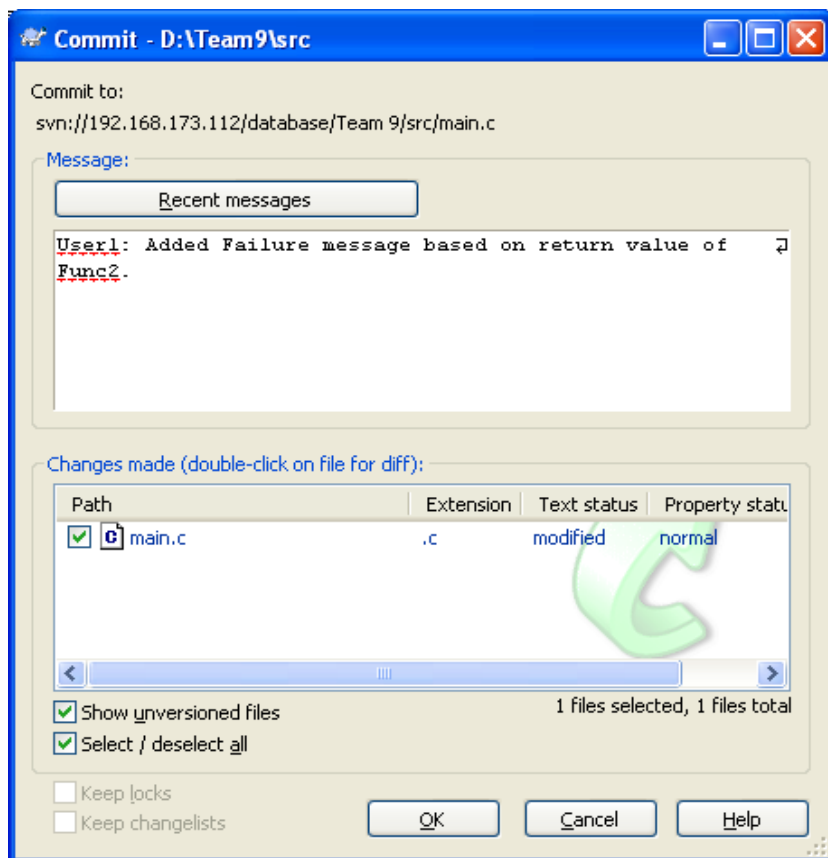 Commit - D:\Team9\src
Commit to:
svn://192.168.173.112/database/Team 9/src/main.c
Message:
Recent messages
User1: Added Failure message based on return value of
Func2.
Changes made (double-click on file for diff):
Path Extension Text status Property statu
main.c .c modified normal
Show unversioned files 1 files selected, 1 files total
Select / deselect all
Keep locks
Keep changelists
OK Cancel Help